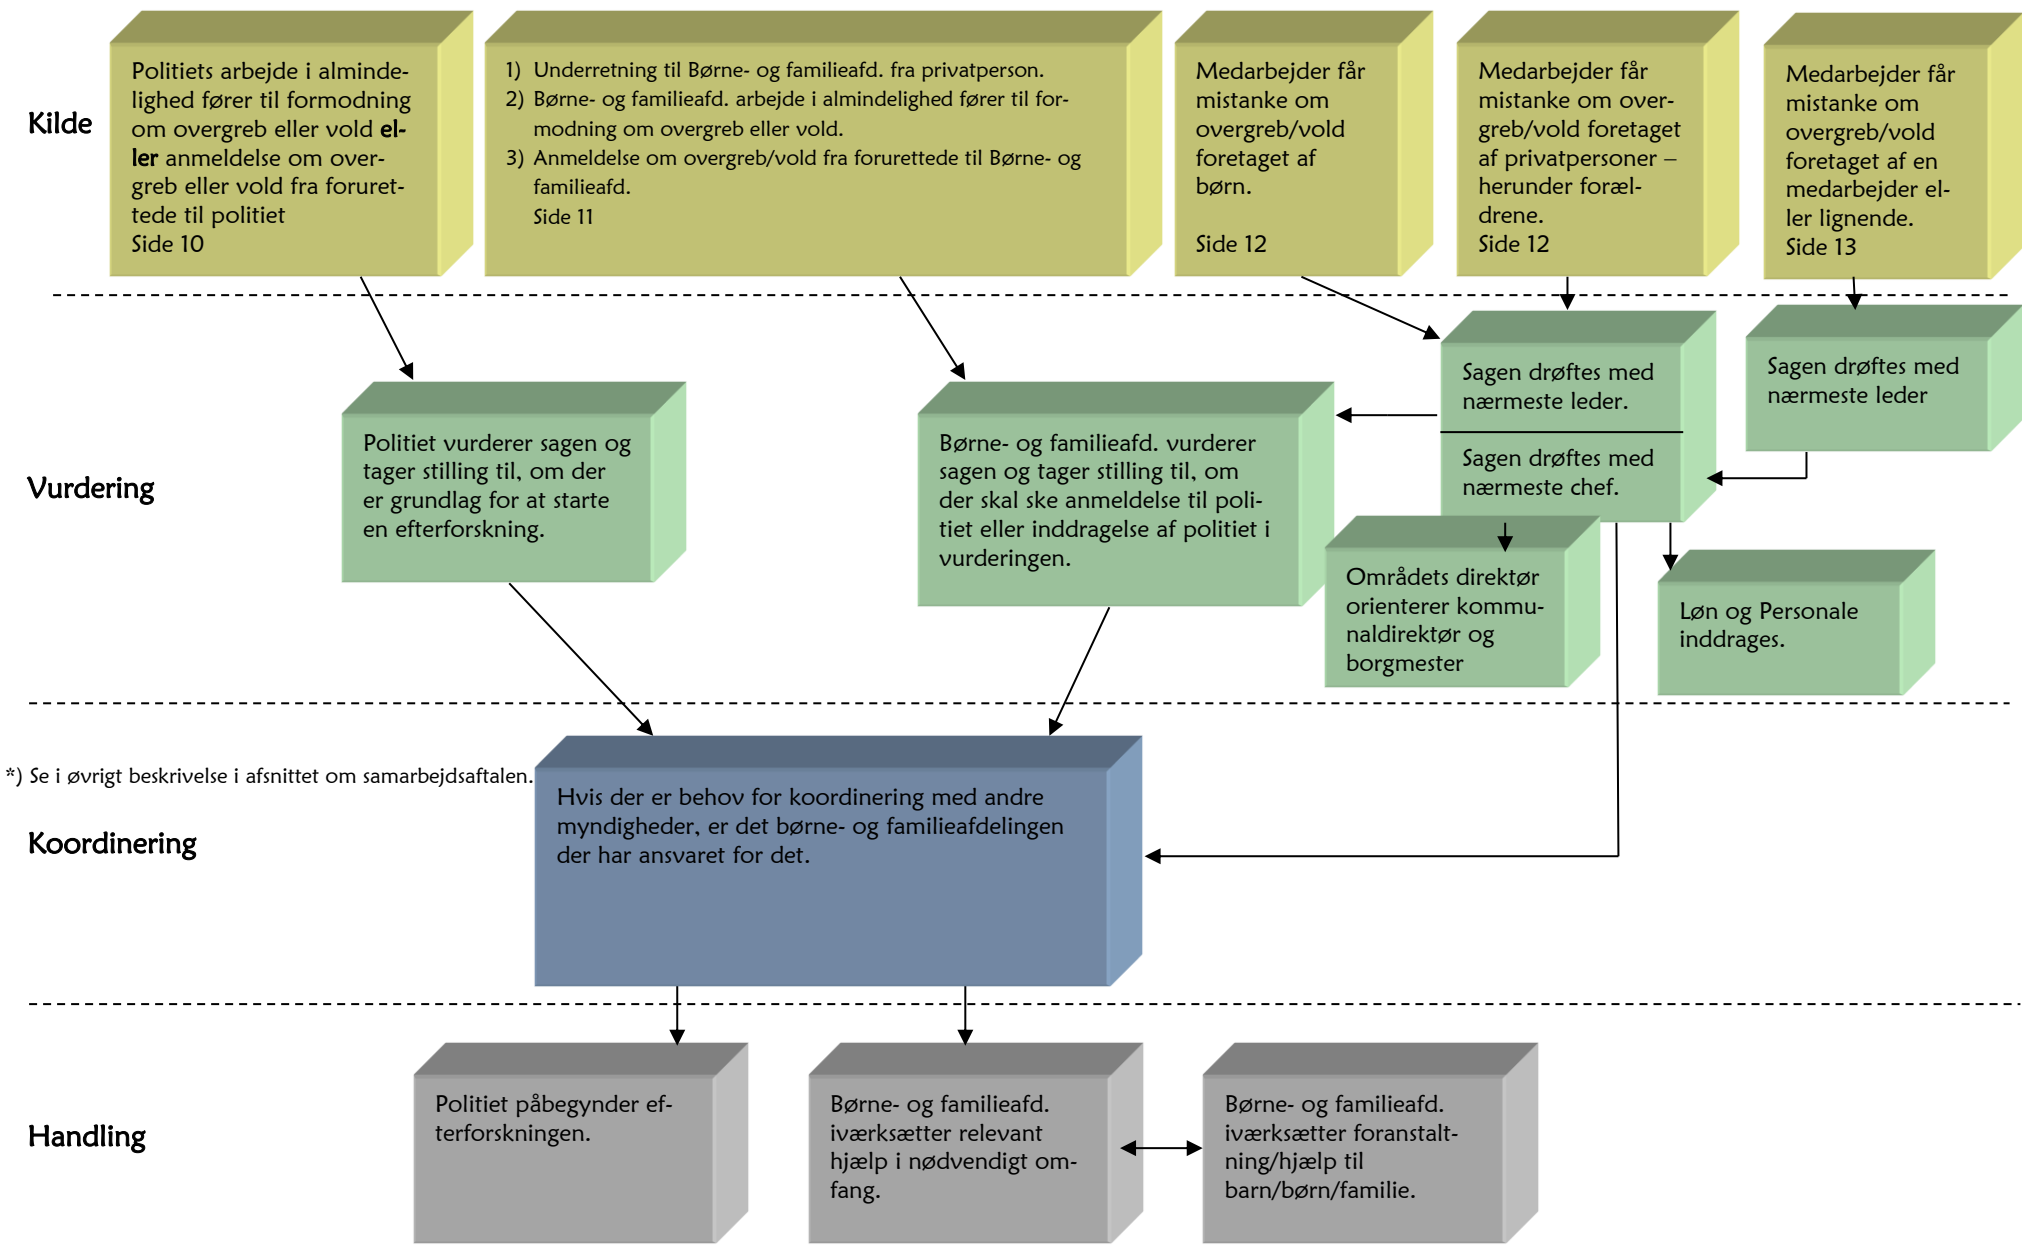 Kilde
Politiets arbejde i alminde-
lighed fører til formodning
om overgreb eller vold el-
ler anmeldelse om over-
greb eller vold fra foruret-
tede til politiet
Side 10
1) Underretning til Børne- og familieafd. fra privatperson.
2) Børne- og familieafd. arbejde i almindelighed fører til for-
modning om overgreb eller vold.
3) Anmeldelse om overgreb/vold fra forurettede til Børne- og
familieafd.
Side 11
Medarbejder får
mistanke om
overgreb/vold
foretaget af
børn.
Side 12
Medarbejder får
mistanke om over-
greb/vold foretaget
af privatpersoner –
herunder foræl-
drene.
Side 12
Medarbejder får
mistanke om
overgreb/vold
foretaget af en
medarbejder el-
ler lignende.
Side 13
Vurdering
Politiet vurderer sagen og
tager stilling til, om der
er grundlag for at starte
en efterforskning.
Børne- og familieafd. vurderer
sagen og tager stilling til, om
der skal ske anmeldelse til poli-
tiet eller inddragelse af politiet i
vurderingen.
Sagen drøftes med
nærmeste leder.
Sagen drøftes med
nærmeste chef.
Sagen drøftes med
nærmeste leder
Områdets direktør
orienterer kommu-
naldirektør og
borgmester
Løn og Personale
inddrages.
*) Se i øvrigt beskrivelse i afsnittet om samarbejdsaftalen.
Koordinering
Hvis der er behov for koordinering med andre
myndigheder, er det børne- og familieafdelingen
der har ansvaret for det.
Handling
Politiet påbegynder ef-
terforskningen.
Børne- og familieafd.
iværksætter relevant
hjælp i nødvendigt om-
fang.
Børne- og familieafd.
iværksætter foranstalt-
ning/hjælp til
barn/børn/familie.